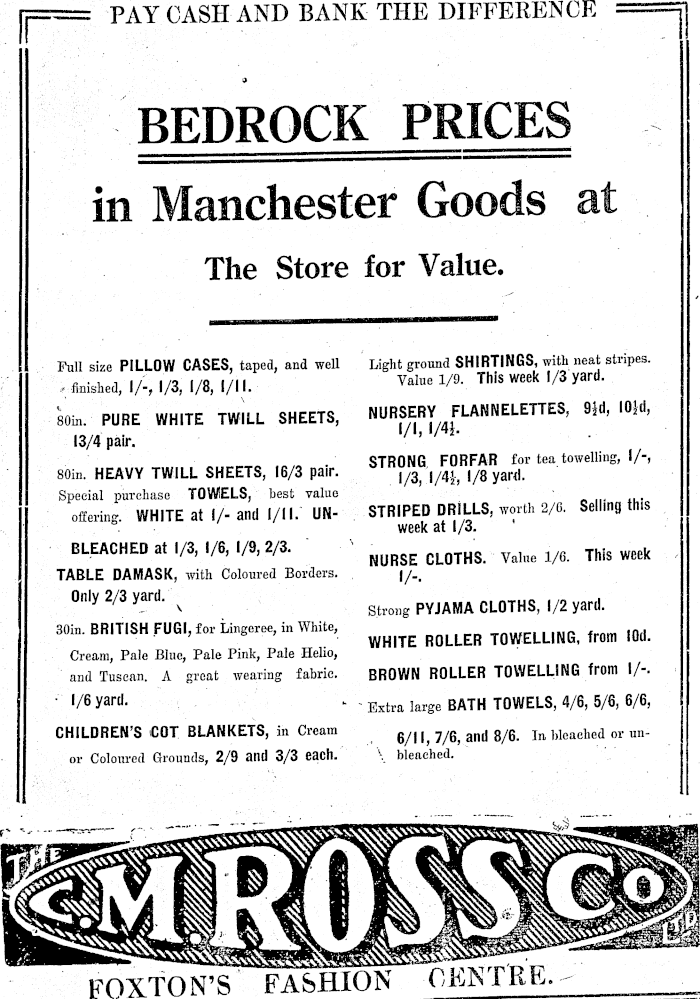 PAY CASH AND BANK THE DIFFERENCE
BEDROCK PRICES
in Manchester Goods at
The Store for Value.
Full size PILLOW CASES, taped, and well
finished, 1/-, 1/3, 1/8, 1/11.
80in. PURE WHITE TWILL SHEETS,
13/4 pair.
80in. HEAVY TWILL SHEETS, 16/3 pair.
Special purchase TOWELS, best value
offering. WHITE at 1/- and 1/11. UN-
BLEACHED at 1/3, 1/6, 1/9, 2/3.
TABLE DAMASK, with Coloured Borders.
Only 2/3 yard.
30in. BRITISH FUGI, for Lingeree, in White,
Cream, Pale Blue, Pale Pink, Pale Helio,
and Tuscan. A great wearing fabric.
1/6 yard.
CHILDREN'S COT BLANKETS, in Cream
or Coloured Grounds, 2/9 and 3/3 each.
Light ground SHIRTINGS, with neat stripes.
Value 1/9. This week 1/3 yard.
NURSERY FLANNELETTES, 9½d, 10½d,
1/1, 1/4½.
STRONG FORFAR for tea towelling, 1/-,
1/3, 1/4½, 1/8 yard.
STRIPED DRILLS, worth 2/6. Selling this
week at 1/3.
NURSE CLOTHS. Value 1/6. This week
1/-.
Strong PYJAMA CLOTHS, 1/2 yard.
WHITE ROLLER TOWELLING, from 10d.
BROWN ROLLER TOWELLING from 1/-.
Extra large BATH TOWELS, 4/6, 5/6, 6/6,
6/11, 7/6, and 8/6. In bleached or un-
bleached.
THE
C.M. ROSS Co
LTD.
FOXTON'S FASHION CENTRE.